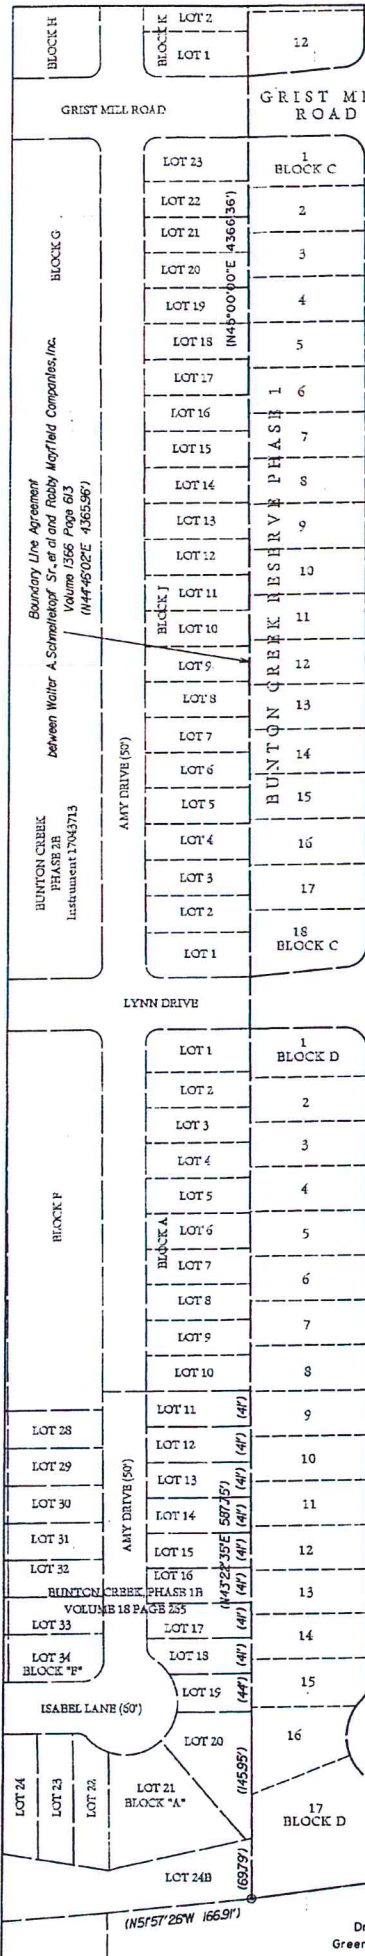 BLOCK H
BLOCK K
LOT 2
LOT 1
12
GRIST MILL ROAD
GRIST MI
ROAD
BLOCK G
LOT 23
LOT 22
LOT 21
LOT 20
LOT 19
LOT 18
LOT 17
LOT 16
LOT 15
LOT 14
LOT 13
LOT 12
LOT 11
LOT 10
LOT 9
LOT 8
LOT 7
LOT 6
LOT 5
LOT 4
LOT 3
LOT 2
LOT 1
BLOCK J
(N45°00'00"E 4366.36')
1
BLOCK C
2
3
4
5
6
7
8
9
10
11
12
13
14
15
16
17
18
BLOCK C
BUNTON CREEK RESERVE PHASE 1
Boundary Line Agreement
between Walter A. Schmeltekopf Sr., et al and Robby Mayfield Companies, Inc.
Volume 1366 Page 613
(N44°46'02"E 4365.96')
BUNTON CREEK
PHASE 2B
Instrument 17043713
AMY DRIVE (50')
LYNN DRIVE
BLOCK F
LOT 1
LOT 2
LOT 3
LOT 4
LOT 5
LOT 6
LOT 7
LOT 8
LOT 9
LOT 10
BLOCK A
1
BLOCK D
2
3
4
5
6
7
8
9
10
11
12
13
14
15
16
17
BLOCK D
LOT 28
LOT 29
LOT 30
LOT 31
LOT 32
LOT 33
LOT 34
BLOCK "F"
AMY DRIVE (50')
LOT 11
LOT 12
LOT 13
LOT 14
LOT 15
LOT 16
LOT 17
LOT 18
LOT 19
LOT 20
BUNTON CREEK, PHASE 1B
VOLUME 18 PAGE 255
(N43°22'35"E 587.75')
(41')
(41')
(41')
(41')
(41')
(41')
(41')
(41')
(44')
(145.95')
(69.79')
ISABEL LANE (60')
LOT 24
LOT 23
LOT 22
LOT 21
BLOCK "A"
LOT 24B
(N51°57'26"W 166.91')
Dr
Green